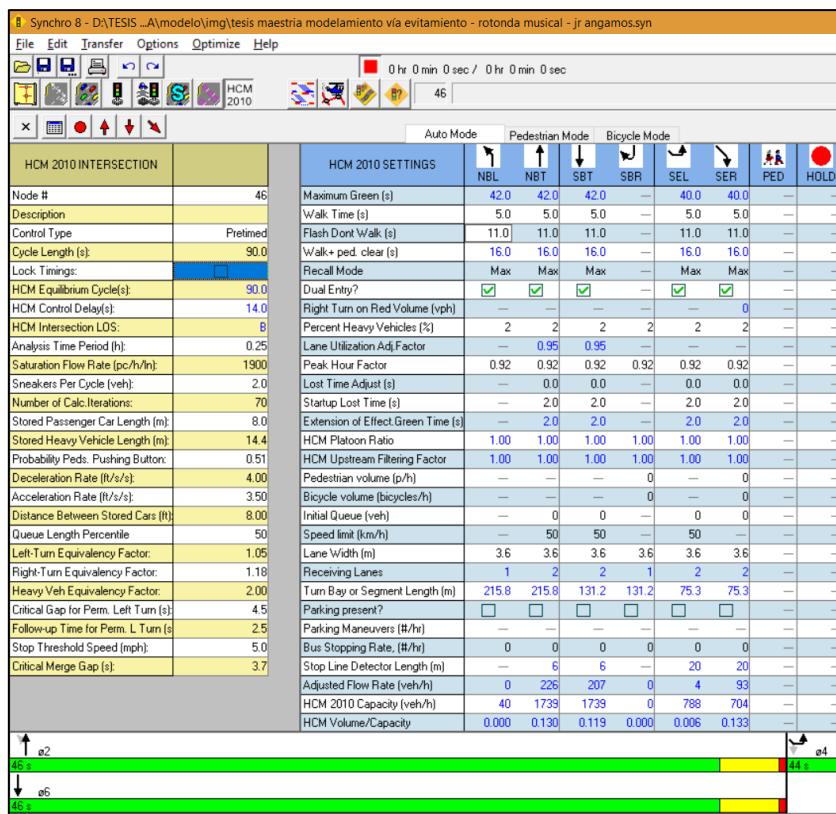 Synchro 8 - D:\TESIS ...A\modelo\img\tesis maestria modelamiento vía evitamiento - rotonda musical - jr angamos.syn
File Edit Transfer Options Optimize Help
0 hr 0 min 0 sec / 0 hr 0 min 0 sec
HCM 2010 46
Auto Mode Pedestrian Mode Bicycle Mode
HCM 2010 INTERSECTION
Node # 46
Description
Control Type Pretimed
Cycle Length (s): 90.0
Lock Timings:
HCM Equilibrium Cycle(s): 90.0
HCM Control Delay(s): 14.0
HCM Intersection LOS: B
Analysis Time Period (h): 0.25
Saturation Flow Rate (pc/h/ln): 1900
Sneakers Per Cycle (veh): 2.0
Number of Calc.Iterations: 70
Stored Passenger Car Length (m): 8.0
Stored Heavy Vehicle Length (m): 14.4
Probability Peds. Pushing Button: 0.51
Deceleration Rate (ft/s/s): 4.00
Acceleration Rate (ft/s/s): 3.50
Distance Between Stored Cars (ft) 8.00
Queue Length Percentile 50
Left-Turn Equivalency Factor: 1.05
Right-Turn Equivalency Factor: 1.18
Heavy Veh Equivalency Factor: 2.00
Critical Gap for Perm. Left Turn (s): 4.5
Follow-up Time for Perm. L Turn (s 2.5
Stop Threshold Speed (mph): 5.0
Critical Merge Gap (s): 3.7
HCM 2010 SETTINGS NBL NBT SBT SBR SEL SER PED HOLD
Maximum Green (s) 42.0 42.0 42.0 — 40.0 40.0 — —
Walk Time (s) 5.0 5.0 5.0 — 5.0 5.0 — —
Flash Dont Walk (s) 11.0 11.0 11.0 — 11.0 11.0 — —
Walk+ ped. clear (s) 16.0 16.0 16.0 — 16.0 16.0 — —
Recall Mode Max Max Max — Max Max — —
Dual Entry? — — —
Right Turn on Red Volume (vph) — — — — — 0 — —
Percent Heavy Vehicles (%) 2 2 2 2 2 2 — —
Lane Utilization Adj.Factor — 0.95 0.95 — — — — —
Peak Hour Factor 0.92 0.92 0.92 0.92 0.92 0.92 — —
Lost Time Adjust (s) — 0.0 0.0 — 0.0 0.0 — —
Startup Lost Time (s) — 2.0 2.0 — 2.0 2.0 — —
Extension of Effect.Green Time (s) — 2.0 2.0 — 2.0 2.0 — —
HCM Platoon Ratio 1.00 1.00 1.00 1.00 1.00 1.00 — —
HCM Upstream Filtering Factor 1.00 1.00 1.00 1.00 1.00 1.00 — —
Pedestrian volume (p/h) — — — 0 — 0 — —
Bicycle volume (bicycles/h) — — — 0 — 0 — —
Initial Queue (veh) — 0 0 — 0 0 — —
Speed limit (km/h) — 50 50 — 50 — — —
Lane Width (m) 3.6 3.6 3.6 3.6 3.6 3.6 — —
Receiving Lanes 1 2 2 1 2 2 — —
Turn Bay or Segment Length (m) 215.8 215.8 131.2 131.2 75.3 75.3 — —
Parking present? — —
Parking Maneuvers (#/hr) — — — — — — — —
Bus Stopping Rate, (#/hr) 0 0 0 0 0 0 — —
Stop Line Detector Length (m) — 6 6 — 20 20 — —
Adjusted Flow Rate (veh/h) 0 226 207 0 4 93 — —
HCM 2010 Capacity (veh/h) 40 1739 1739 0 788 704 — —
HCM Volume/Capacity 0.000 0.130 0.119 0.000 0.006 0.133 — —
ø2 ø4
46 s 44 s
ø6
46 s